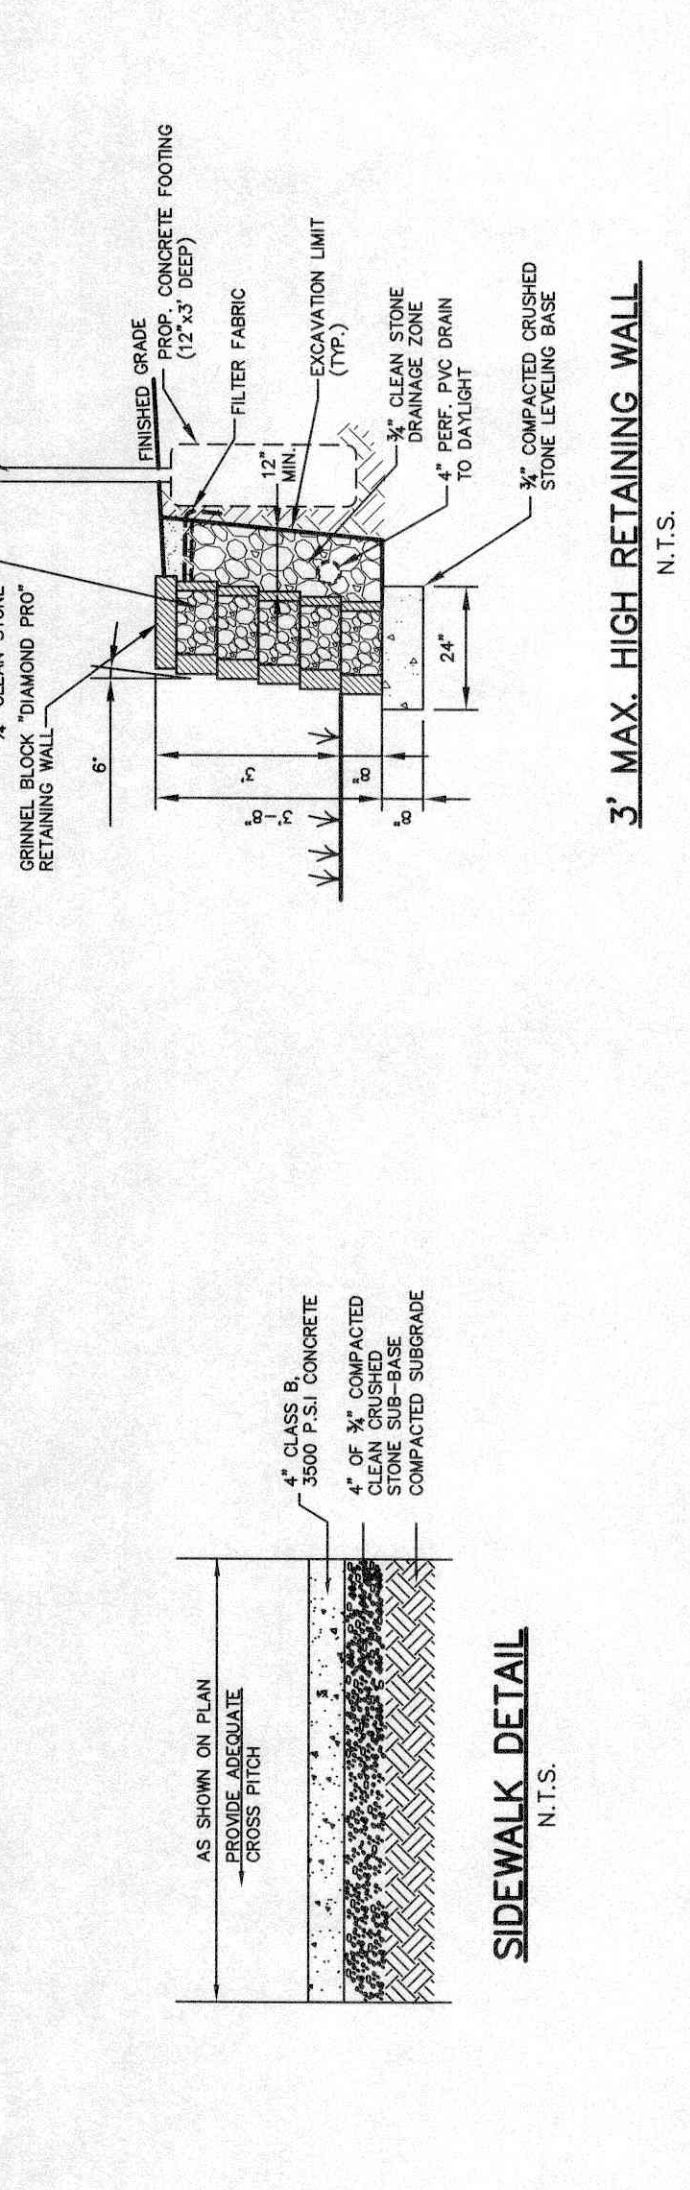 AS SHOWN ON PLAN
PROVIDE ADEQUATE
CROSS PITCH
4" CLASS B,
3500 P.S.I CONCRETE
4" OF ¾" COMPACTED
CLEAN CRUSHED
STONE SUB-BASE
COMPACTED SUBGRADE
SIDEWALK DETAIL
N.T.S.
GRINNEL BLOCK "DIAMOND PRO"
RETAINING WALL
6"
3'
3'-8"
8"
8"
24"
12"
MIN.
FINISHED GRADE
PROP. CONCRETE FOOTING
(12"x3' DEEP)
FILTER FABRIC
EXCAVATION LIMIT
(TYP.)
¾" CLEAN STONE
DRAINAGE ZONE
4" PERF. PVC DRAIN
TO DAYLIGHT
¾" COMPACTED CRUSHED
STONE LEVELING BASE
3' MAX. HIGH RETAINING WALL
N.T.S.